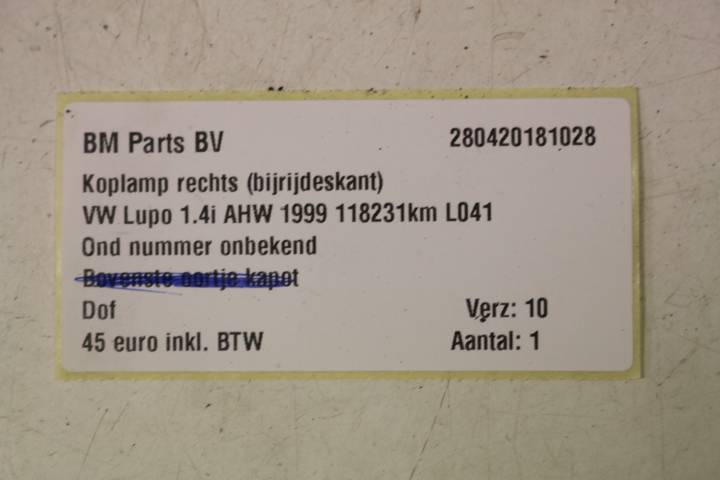 BM Parts BV 280420181028
Koplamp rechts (bijrijdeskant)
VW Lupo 1.4i AHW 1999 118231km L041
Ond nummer onbekend
Bovenste oortje kapot
Dof Verz: 10
45 euro inkl. BTW Aantal: 1